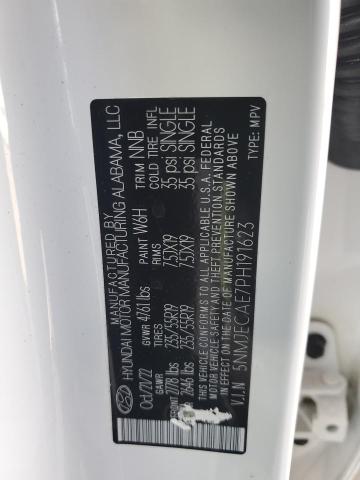 MANUFACTURED BY
HYUNDAI MOTOR MANUFACTURING ALABAMA, LLC
Oct/21/22 GVWR 4761 lbs PAINT W6H TRIM NNB
GAWR TIRES RIMS COLD TIRE INFL
FRONT 2778 lbs 235/55R19 7.5JX19 35 psi SINGLE
REAR 2646 lbs 235/55R19 7.5JX19 35 psi SINGLE
THIS VEHICLE CONFORMS TO ALL APPLICABLE U.S.A. FEDERAL
MOTOR VEHICLE SAFETY, BUMPER, AND THEFT PREVENTION STANDARDS
IN EFFECT ON THE DATE OF MANUFACTURE SHOWN ABOVE
V.I.N 5NMJECAE7PH191623 TYPE: MPV